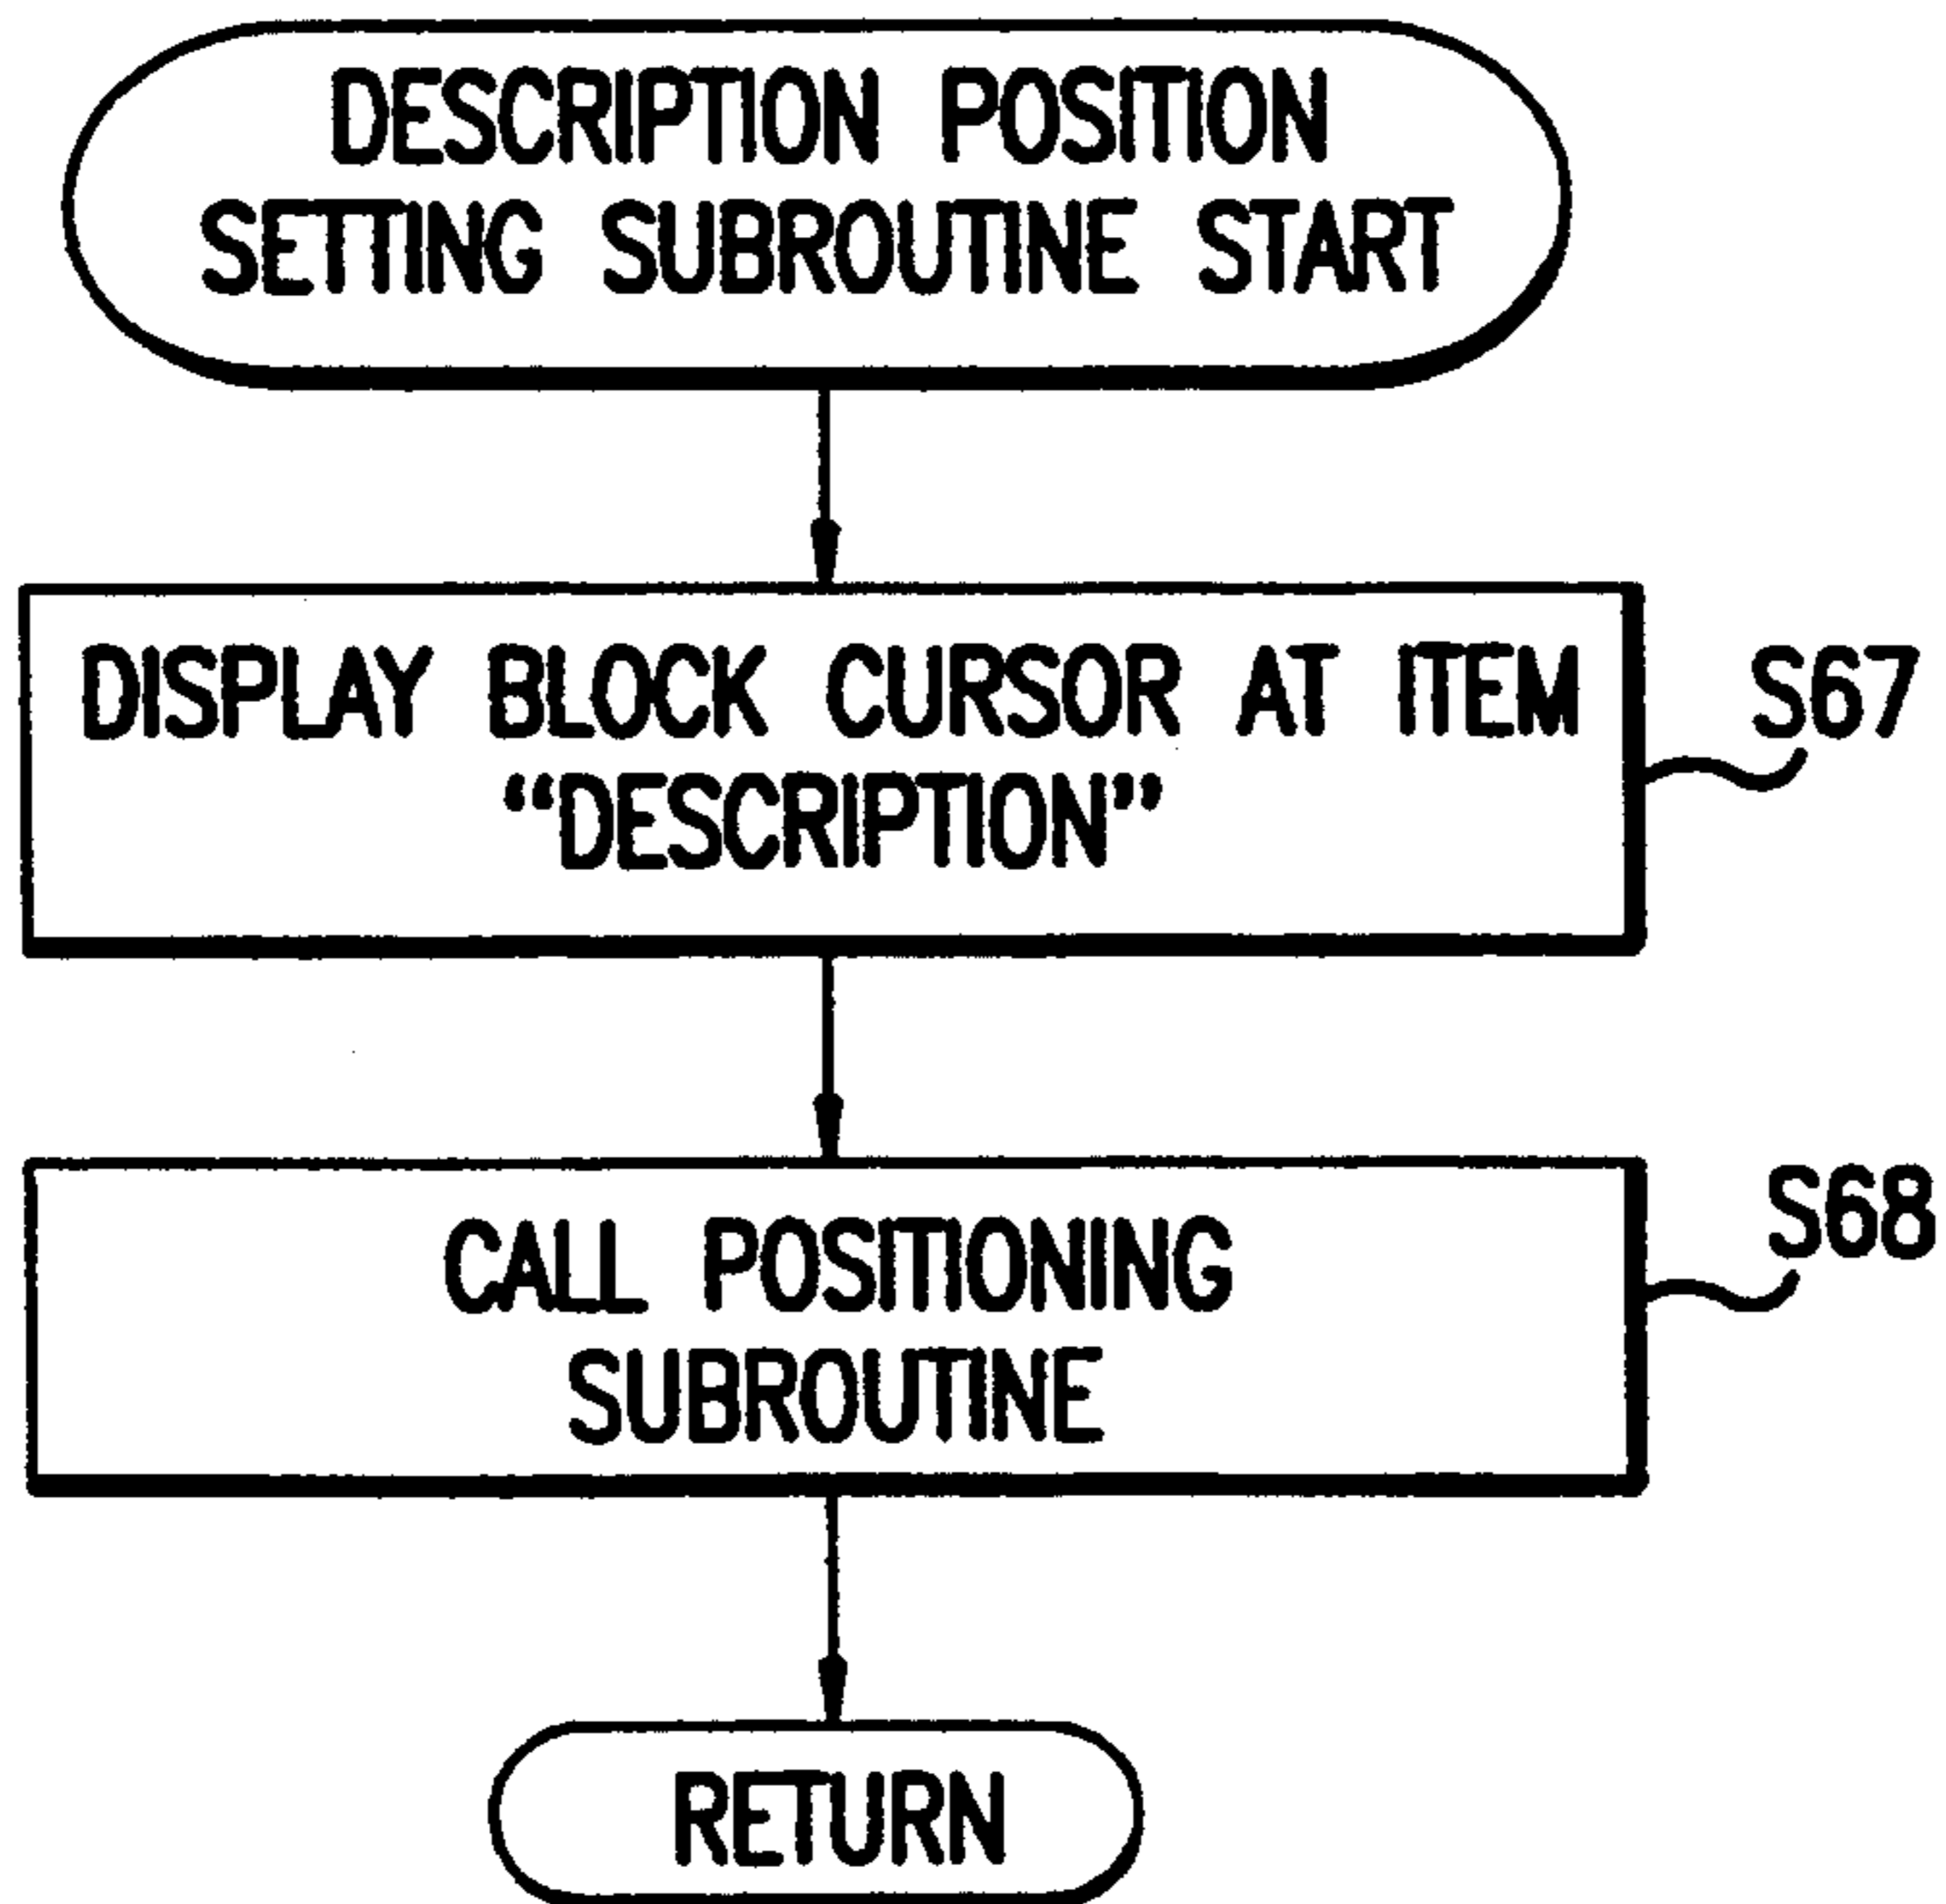 DESCRIPTION POSITION
SETTING SUBROUTINE START
DISPLAY BLOCK CURSOR AT ITEM
“DESCRIPTION”
S67
CALL POSITIONING
SUBROUTINE
S68
RETURN